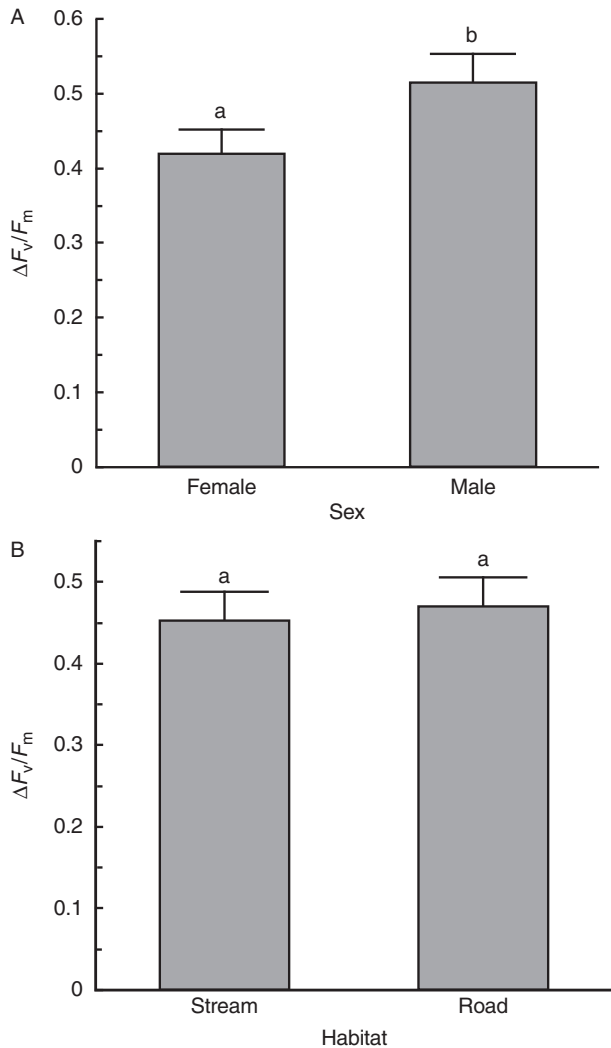 A
0.6
0.5
0.4
0.3
0.2
0.1
0
ΔFv/Fm
a
b
Female Male
Sex
B
0.5
0.4
0.3
0.2
0.1
0
ΔFv/Fm
a
a
Stream Road
Habitat